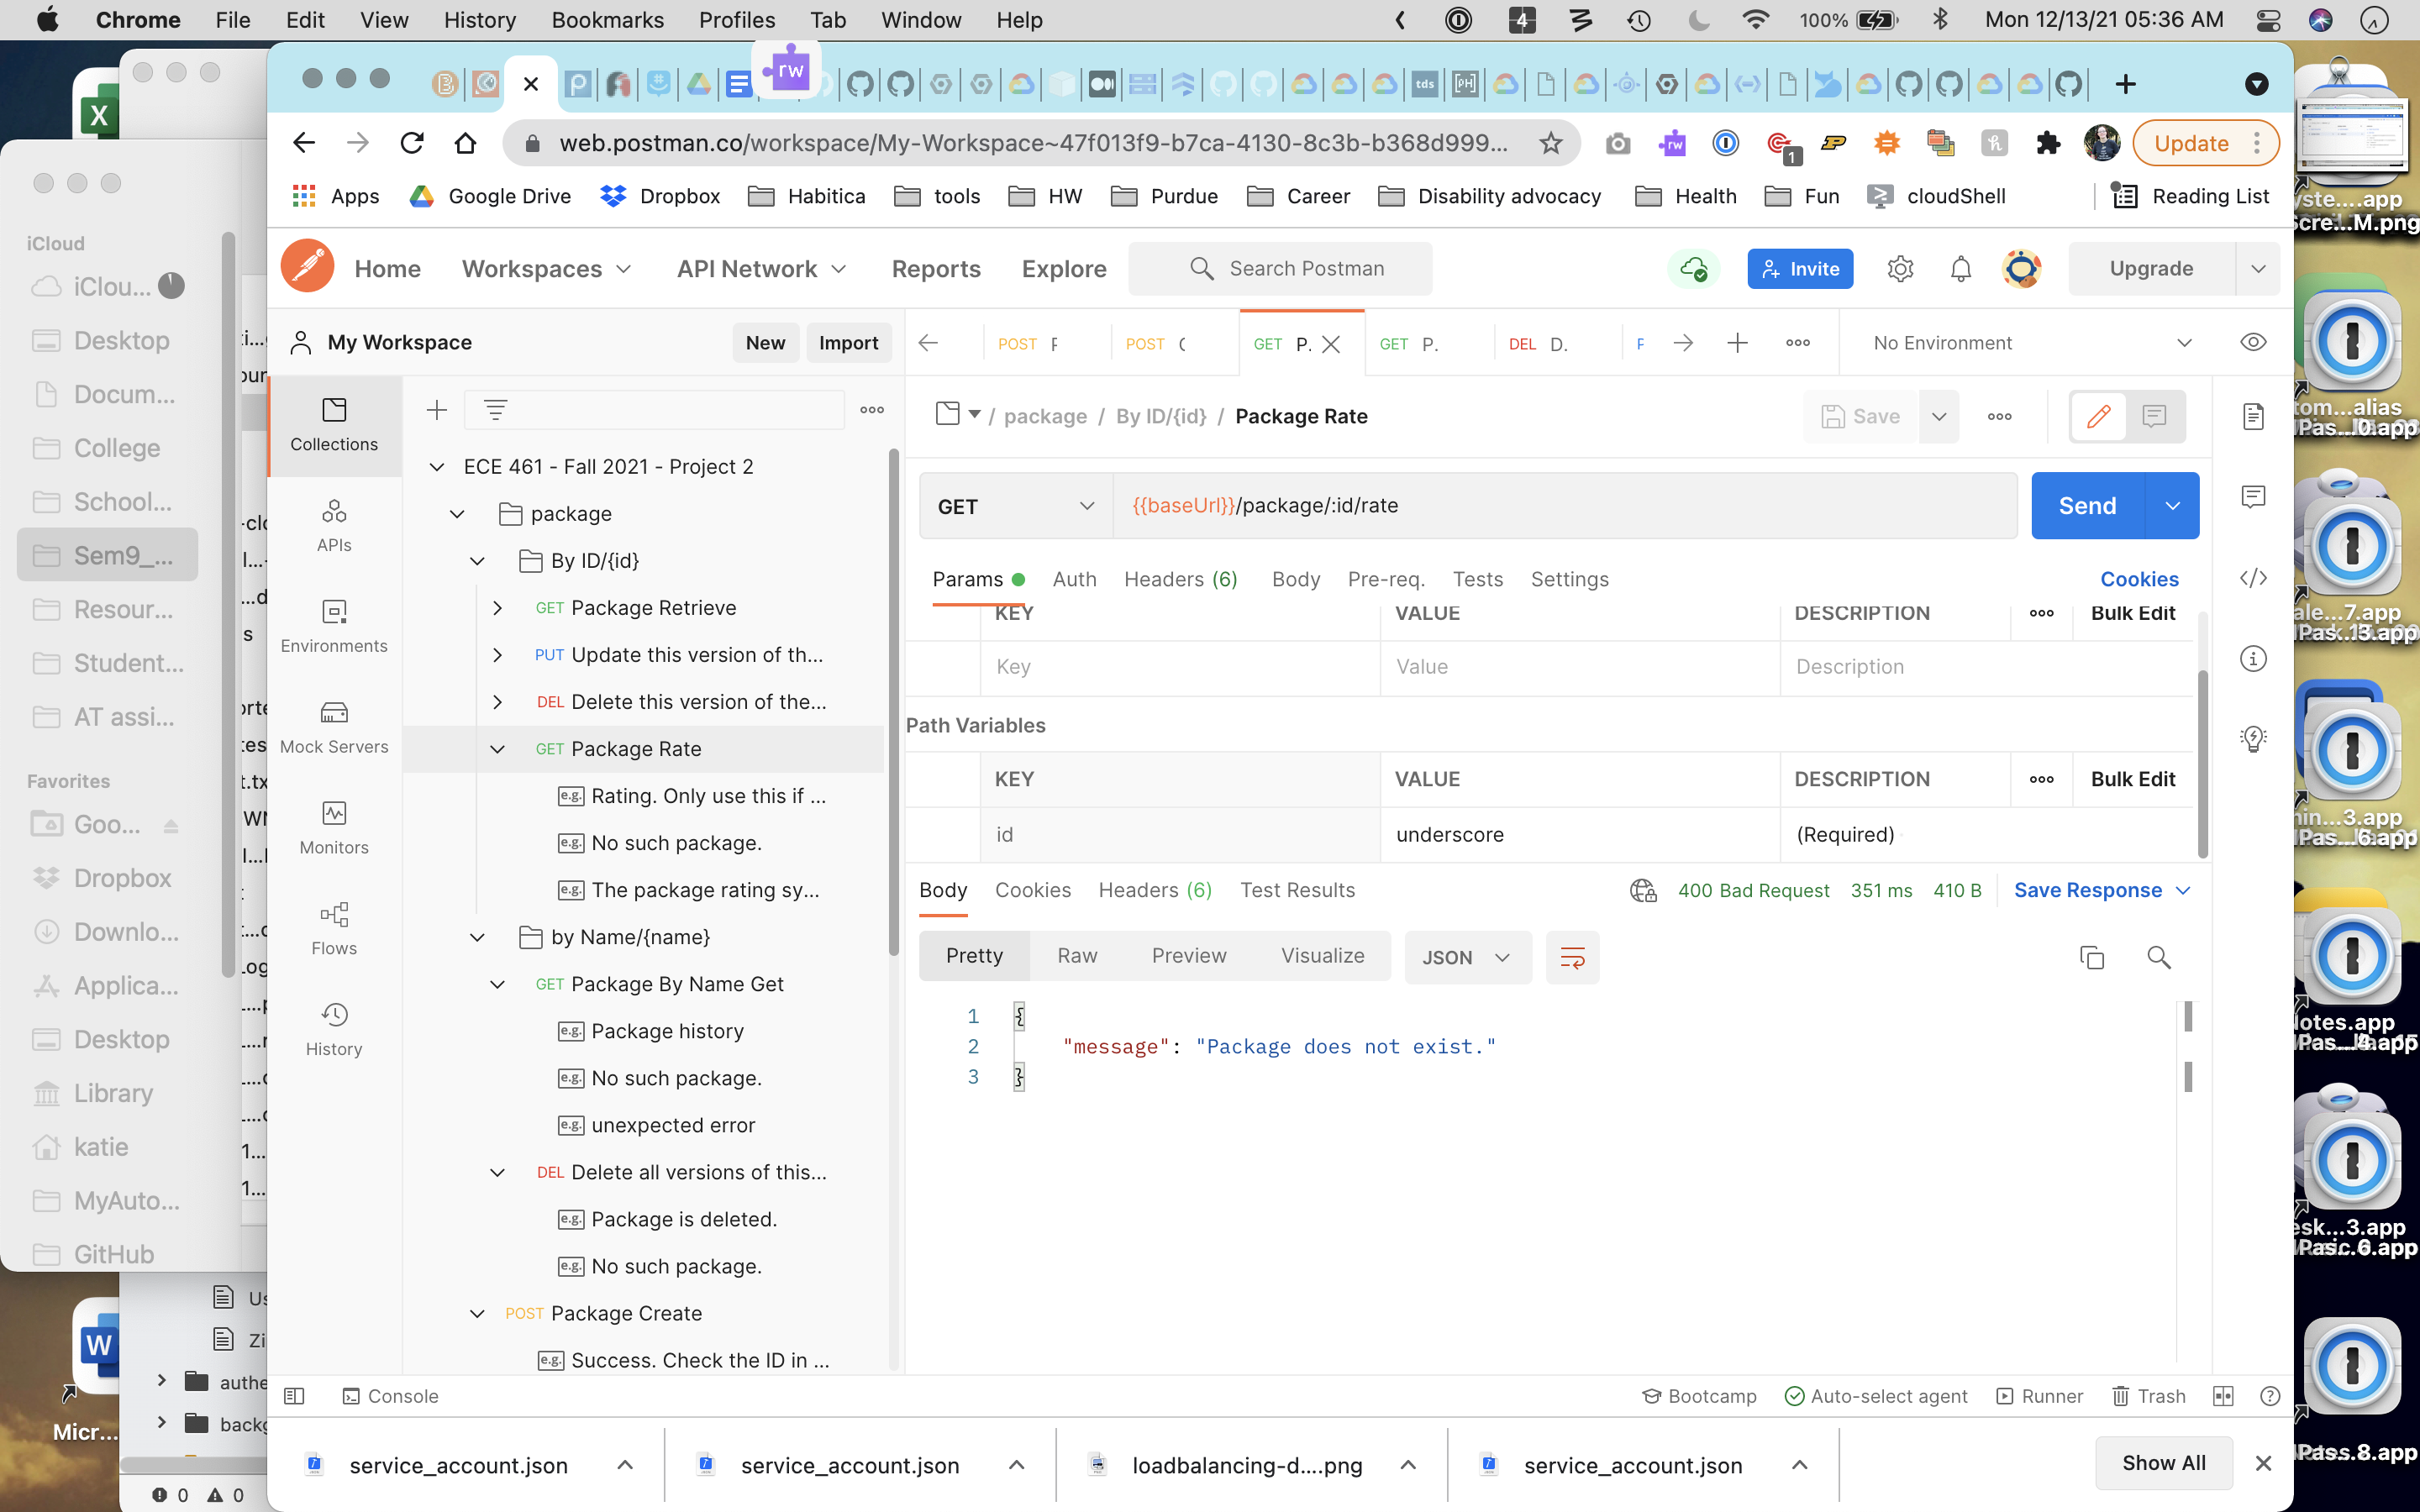 Chrome File Edit View History Bookmarks Profiles Tab Window Help 4 100% Mon 12/13/21 05:36 AM
rw
tds PH
web.postman.co/workspace/My-Workspace~47f013f9-b7ca-4130-8c3b-b368d999... rw 1 Update
Apps Google Drive Dropbox Habitica tools HW Purdue Career Disability advocacy Health Fun cloudShell Reading List
Home Workspaces API Network Reports Explore Search Postman Invite Upgrade
My Workspace New Import POST POST GET P. GET P. DEL D. No Environment
iCloud
iClou...
Desktop
Docum...
College
School...
Sem9_...
Resour...
Student...
AT assi...
Favorites
Goo...
Dropbox
Downlo...
Applica...
Desktop
Library
katie
MyAuto...
GitHub
Collections
APIs
Environments
Mock Servers
Monitors
Flows
History
ECE 461 - Fall 2021 - Project 2
package
By ID/{id}
GET Package Retrieve
PUT Update this version of th...
DEL Delete this version of the...
GET Package Rate
e.g. Rating. Only use this if ...
e.g. No such package.
e.g. The package rating sy...
by Name/{name}
GET Package By Name Get
e.g. Package history
e.g. No such package.
e.g. unexpected error
DEL Delete all versions of this...
e.g. Package is deleted.
e.g. No such package.
POST Package Create
e.g. Success. Check the ID in ...
/ package / By ID/{id} / Package Rate Save
GET {{baseUrl}}/package/:id/rate Send
Params Auth Headers (6) Body Pre-req. Tests Settings Cookies
KEY VALUE DESCRIPTION Bulk Edit
Key Value Description
Path Variables
KEY VALUE DESCRIPTION Bulk Edit
id underscore (Required)
Body Cookies Headers (6) Test Results 400 Bad Request 351 ms 410 B Save Response
Pretty Raw Preview Visualize JSON
1 {
2 "message": "Package does not exist."
3 }
Console Bootcamp Auto-select agent Runner Trash
service_account.json service_account.json loadbalancing-d....png service_account.json Show All
Micr...
0 0